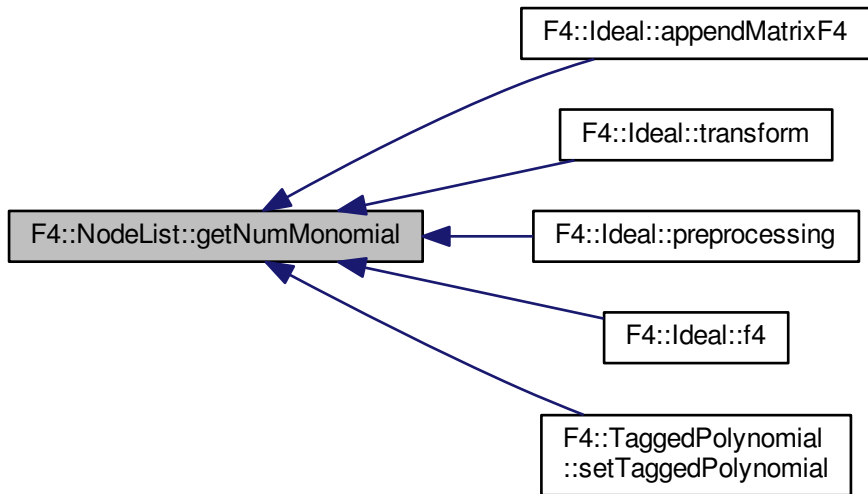 F4::Ideal::appendMatrixF4
F4::Ideal::transform
F4::NodeList::getNumMonomial
F4::Ideal::preprocessing
F4::Ideal::f4
F4::TaggedPolynomial
::setTaggedPolynomial